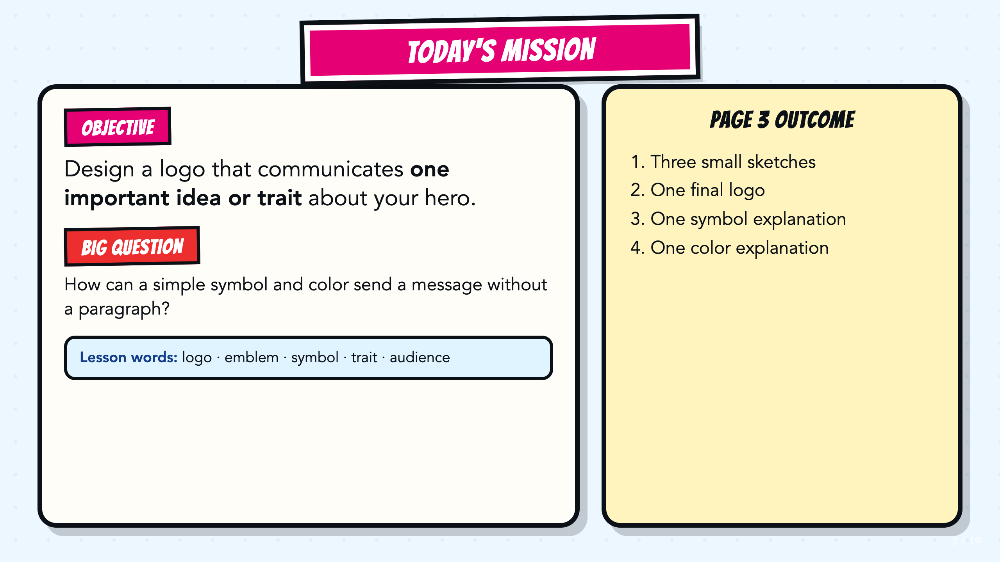 TODAY'S MISSION
OBJECTIVE
Design a logo that communicates one
important idea or trait about your hero.
BIG QUESTION
How can a simple symbol and color send a message without
a paragraph?
Lesson words: logo · emblem · symbol · trait · audience
PAGE 3 OUTCOME
1. Three small sketches
2. One final logo
3. One symbol explanation
4. One color explanation
3 / 19